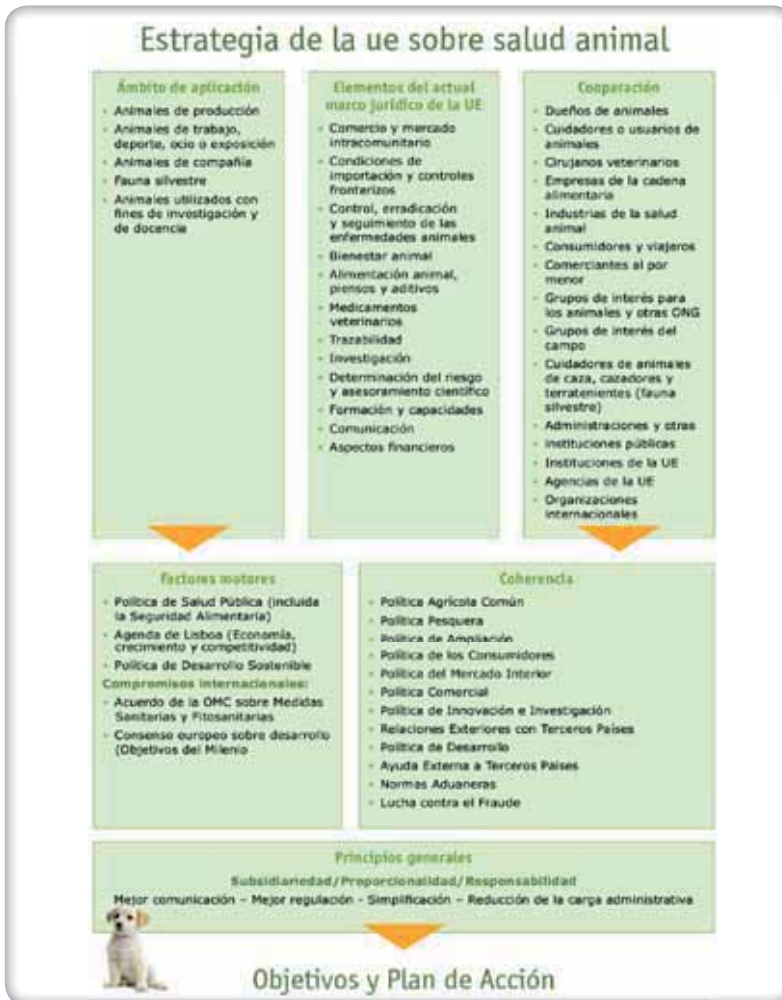 Estrategia de la ue sobre salud animal
Ámbito de aplicación
- Animales de producción
- Animales de trabajo,
deporte, ocio o exposición
- Animales de compañía
- Fauna silvestre
- Animales utilizados con
fines de investigación y
de docencia
Elementos del actual
marco jurídico de la UE
- Comercio y mercado
intracomunitario
- Condiciones de
importación y controles
fronterizos
- Control, erradicación
y seguimiento de las
enfermedades animales
- Bienestar animal
- Alimentación animal,
piensos y aditivos
- Medicamentos
veterinarios
- Trazabilidad
- Investigación
- Determinación del riesgo
y asesoramiento científico
- Formación y capacidades
- Comunicación
- Aspectos financieros
Cooperación
- Dueños de animales
- Cuidadores o usuarios de
animales
- Cirujanos veterinarios
- Empresas de la cadena
alimentaria
- Industrias de la salud
animal
- Consumidores y viajeros
- Comerciantes al por
menor
- Grupos de interés para
los animales y otras ONG
- Grupos de interés del
campo
- Cuidadores de animales
de caza, cazadores y
terratenientes (fauna
silvestre)
- Administraciones y otras
- instituciones públicas
- Instituciones de la UE
- Agencias de la UE
- Organizaciones
internacionales
Factores motores
- Política de Salud Pública (incluida
la Seguridad Alimentaria)
- Agenda de Lisboa (Economía,
crecimiento y competitividad)
- Política de Desarrollo Sostenible
Compromisos internacionales:
- Acuerdo de la OMC sobre Medidas
Sanitarias y Fitosanitarias
- Consenso europeo sobre desarrollo
(Objetivos del Milenio
Coherencia
- Política Agrícola Común
- Política Pesquera
- Política de Ampliación
- Política de los Consumidores
- Política del Mercado Interior
- Política Comercial
- Política de Innovación e Investigación
- Relaciones Exteriores con Terceros Países
- Política de Desarrollo
- Ayuda Externa a Terceros Países
- Normas Aduaneras
- Lucha contra el Fraude
Principios generales
Subsidiariedad/Proporcionalidad/Responsabilidad
Mejor comunicación – Mejor regulación - Simplificación – Reducción de la carga administrativa
Objetivos y Plan de Acción